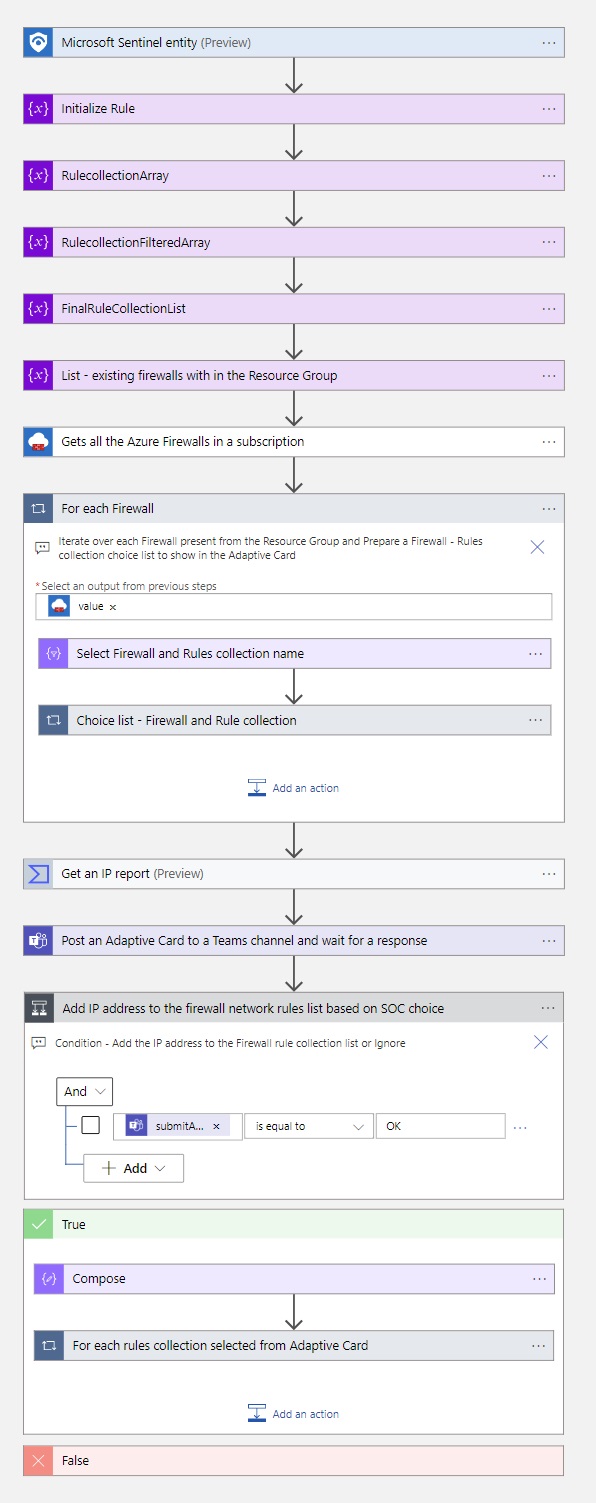 Microsoft Sentinel entity (Preview)
Initialize Rule
RulecollectionArray
RulecollectionFilteredArray
FinalRuleCollectionList
List - existing firewalls with in the Resource Group
Gets all the Azure Firewalls in a subscription
For each Firewall
Iterate over each Firewall present from the Resource Group and Prepare a Firewall - Rules
collection choice list to show in the Adaptive Card
* Select an output from previous steps
value ×
Select Firewall and Rules collection name
Choice list - Firewall and Rule collection
Add an action
Get an IP report (Preview)
Post an Adaptive Card to a Teams channel and wait for a response
Add IP address to the firewall network rules list based on SOC choice
Condition - Add the IP address to the Firewall rule collection list or Ignore
And
submitA... × is equal to OK
+ Add
True
Compose
For each rules collection selected from Adaptive Card
Add an action
False